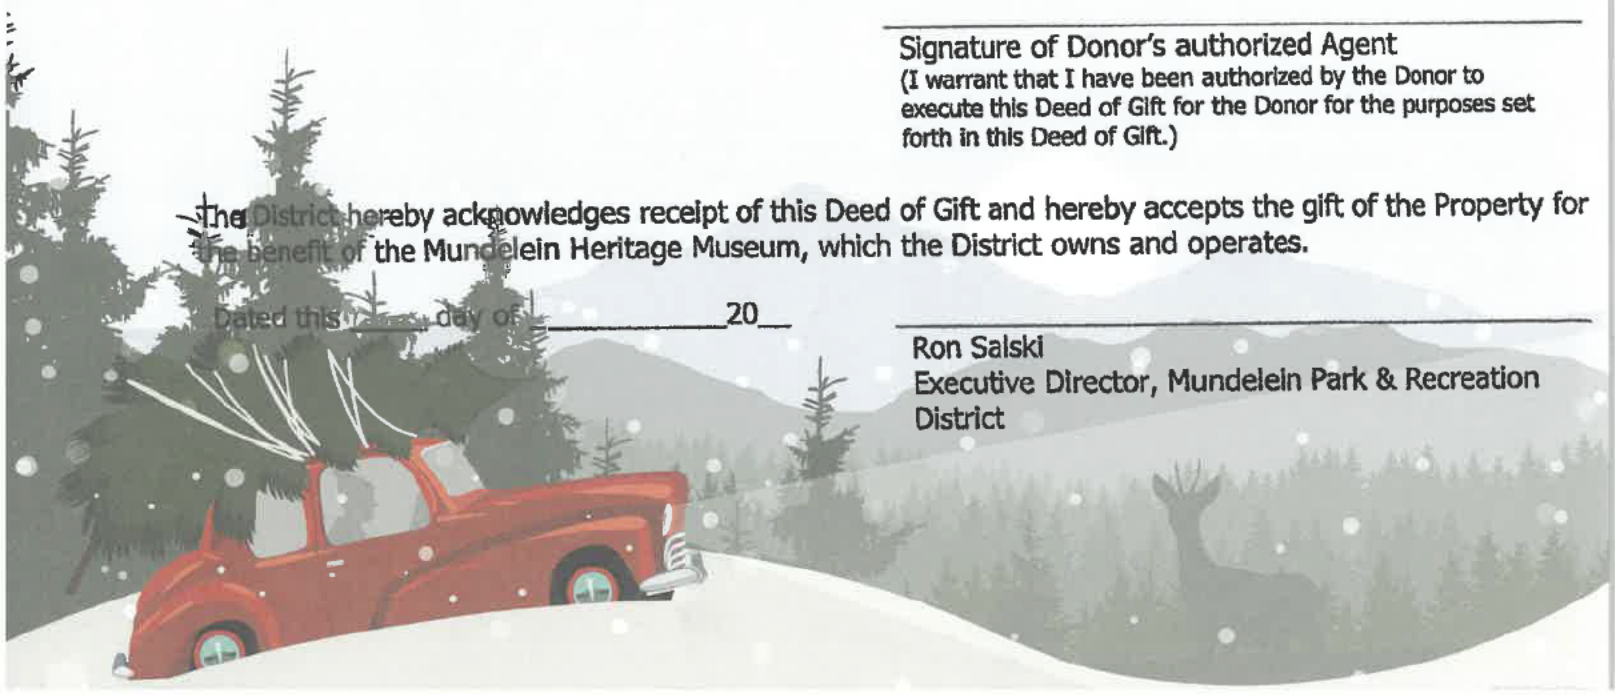 Signature of Donor's authorized Agent
(I warrant that I have been authorized by the Donor to
execute this Deed of Gift for the Donor for the purposes set
forth in this Deed of Gift.)
The District hereby acknowledges receipt of this Deed of Gift and hereby accepts the gift of the Property for
the benefit of the Mundelein Heritage Museum, which the District owns and operates.
Dated this _____ day of _____________20__
Ron Salski
Executive Director, Mundelein Park & Recreation
District